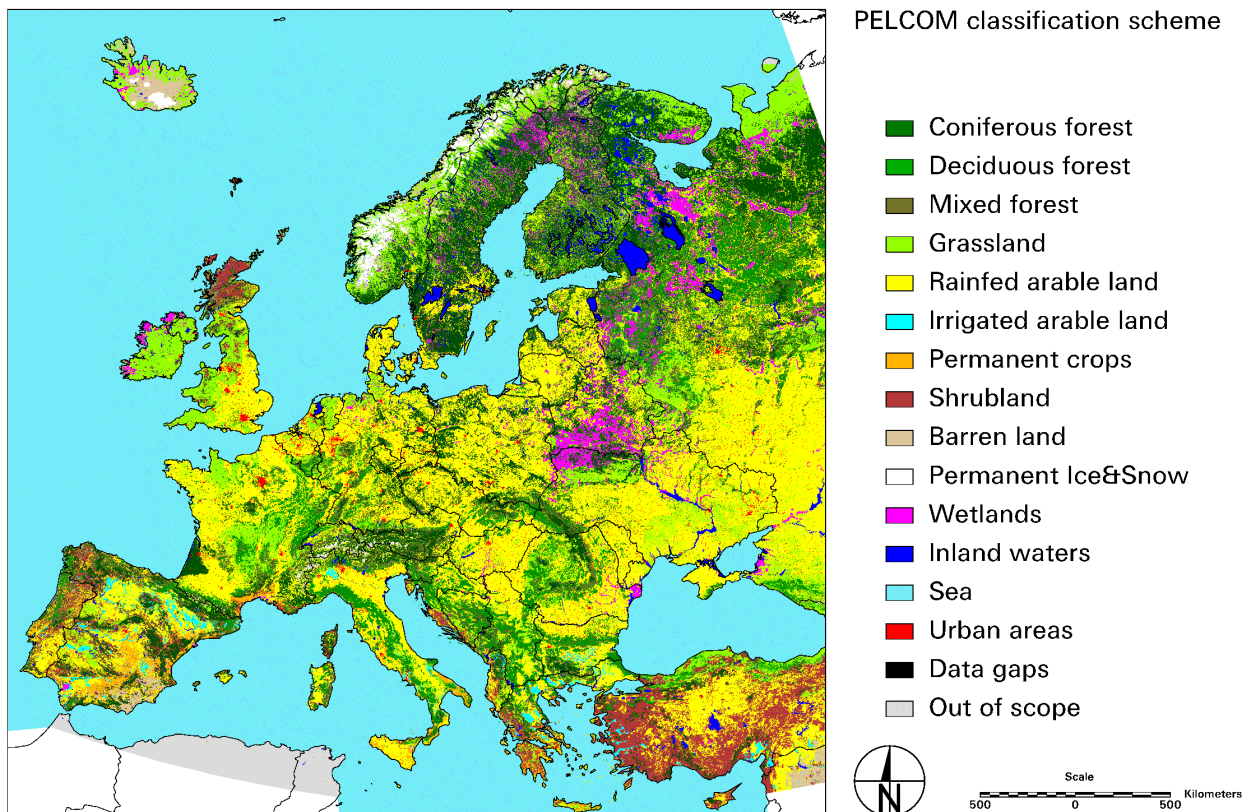 PELCOM classification scheme
Coniferous forest
Deciduous forest
Mixed forest
Grassland
Rainfed arable land
Irrigated arable land
Permanent crops
Shrubland
Barren land
Permanent Ice&Snow
Wetlands
Inland waters
Sea
Urban areas
Data gaps
Out of scope
N
Scale
500 0 500 Kilometers